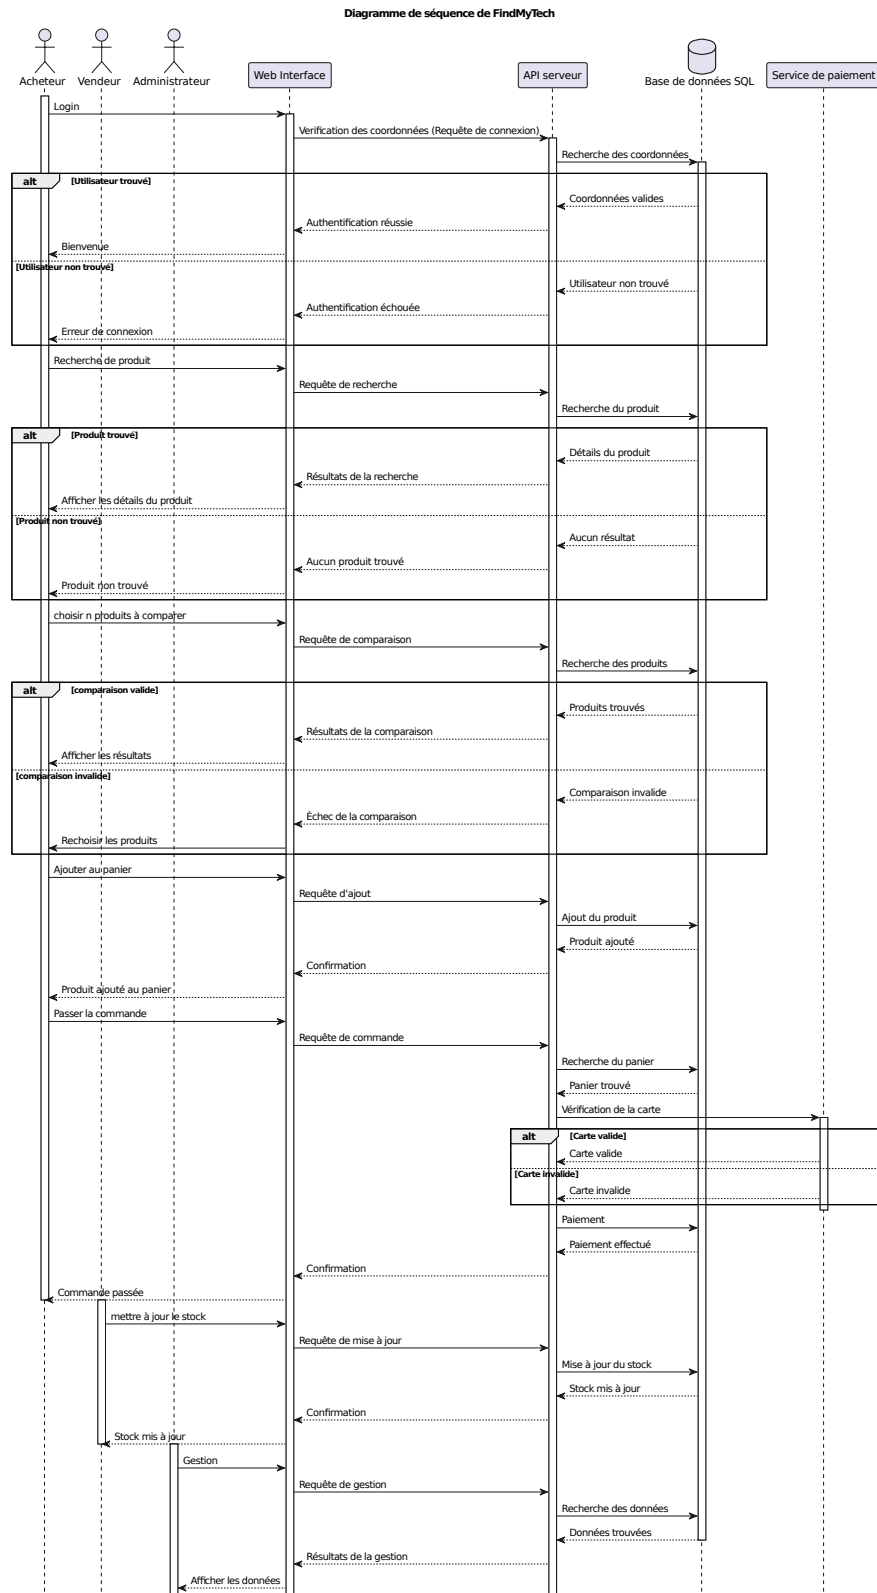 Diagramme de séquence de FindMyTech
Acheteur
Vendeur
Administrateur
Web Interface
API serveur
Base de données SQL
Service de paiement
Login
Verification des coordonnées (Requête de connexion)
Recherche des coordonnées
alt
[Utilisateur trouvé]
Coordonnées valides
Authentification réussie
Bienvenue
[Utilisateur non trouvé]
Utilisateur non trouvé
Authentification échouée
Erreur de connexion
Recherche de produit
Requête de recherche
Recherche du produit
alt
[Produit trouvé]
Détails du produit
Résultats de la recherche
Afficher les détails du produit
[Produit non trouvé]
Aucun résultat
Aucun produit trouvé
Produit non trouvé
choisir n produits à comparer
Requête de comparaison
Recherche des produits
alt
[comparaison valide]
Produits trouvés
Résultats de la comparaison
Afficher les résultats
[comparaison invalide]
Comparaison invalide
Échec de la comparaison
Rechoisir les produits
Ajouter au panier
Requête d'ajout
Ajout du produit
Produit ajouté
Confirmation
Produit ajouté au panier
Passer la commande
Requête de commande
Recherche du panier
Panier trouvé
Vérification de la carte
alt
[Carte valide]
Carte valide
[Carte invalide]
Carte invalide
Paiement
Paiement effectué
Confirmation
Commande passée
mettre à jour le stock
Requête de mise à jour
Mise à jour du stock
Stock mis à jour
Confirmation
Stock mis à jour
Gestion
Requête de gestion
Recherche des données
Données trouvées
Résultats de la gestion
Afficher les données